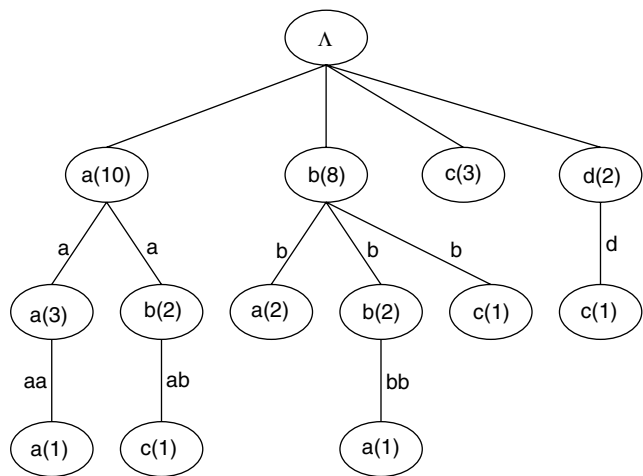 Λ
a(10) b(8) c(3) d(2)
a a b b b d
a(3) b(2) a(2) b(2) c(1) c(1)
aa ab bb
a(1) c(1) a(1)